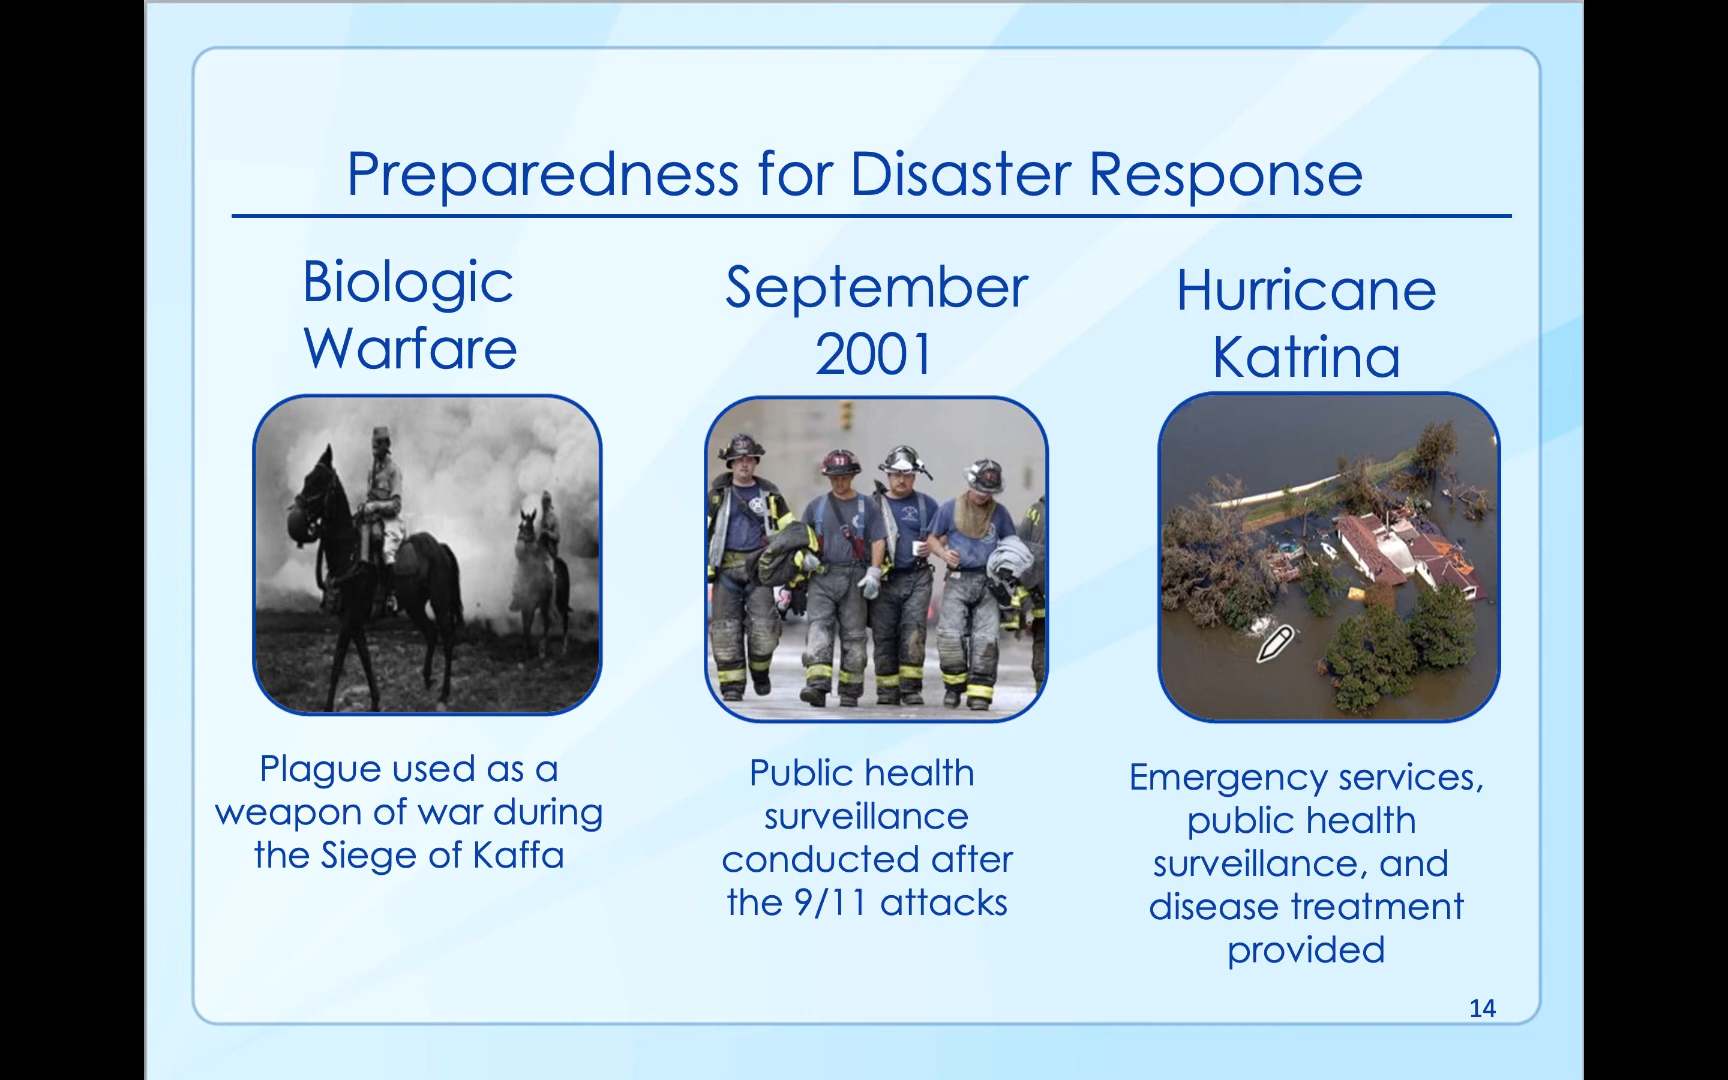 Preparedness for Disaster Response
Biologic
Warfare
Plague used as a
weapon of war during
the Siege of Kaffa
September
2001
Public health
surveillance
conducted after
the 9/11 attacks
Hurricane
Katrina
Emergency services,
public health
surveillance, and
disease treatment
provided
14